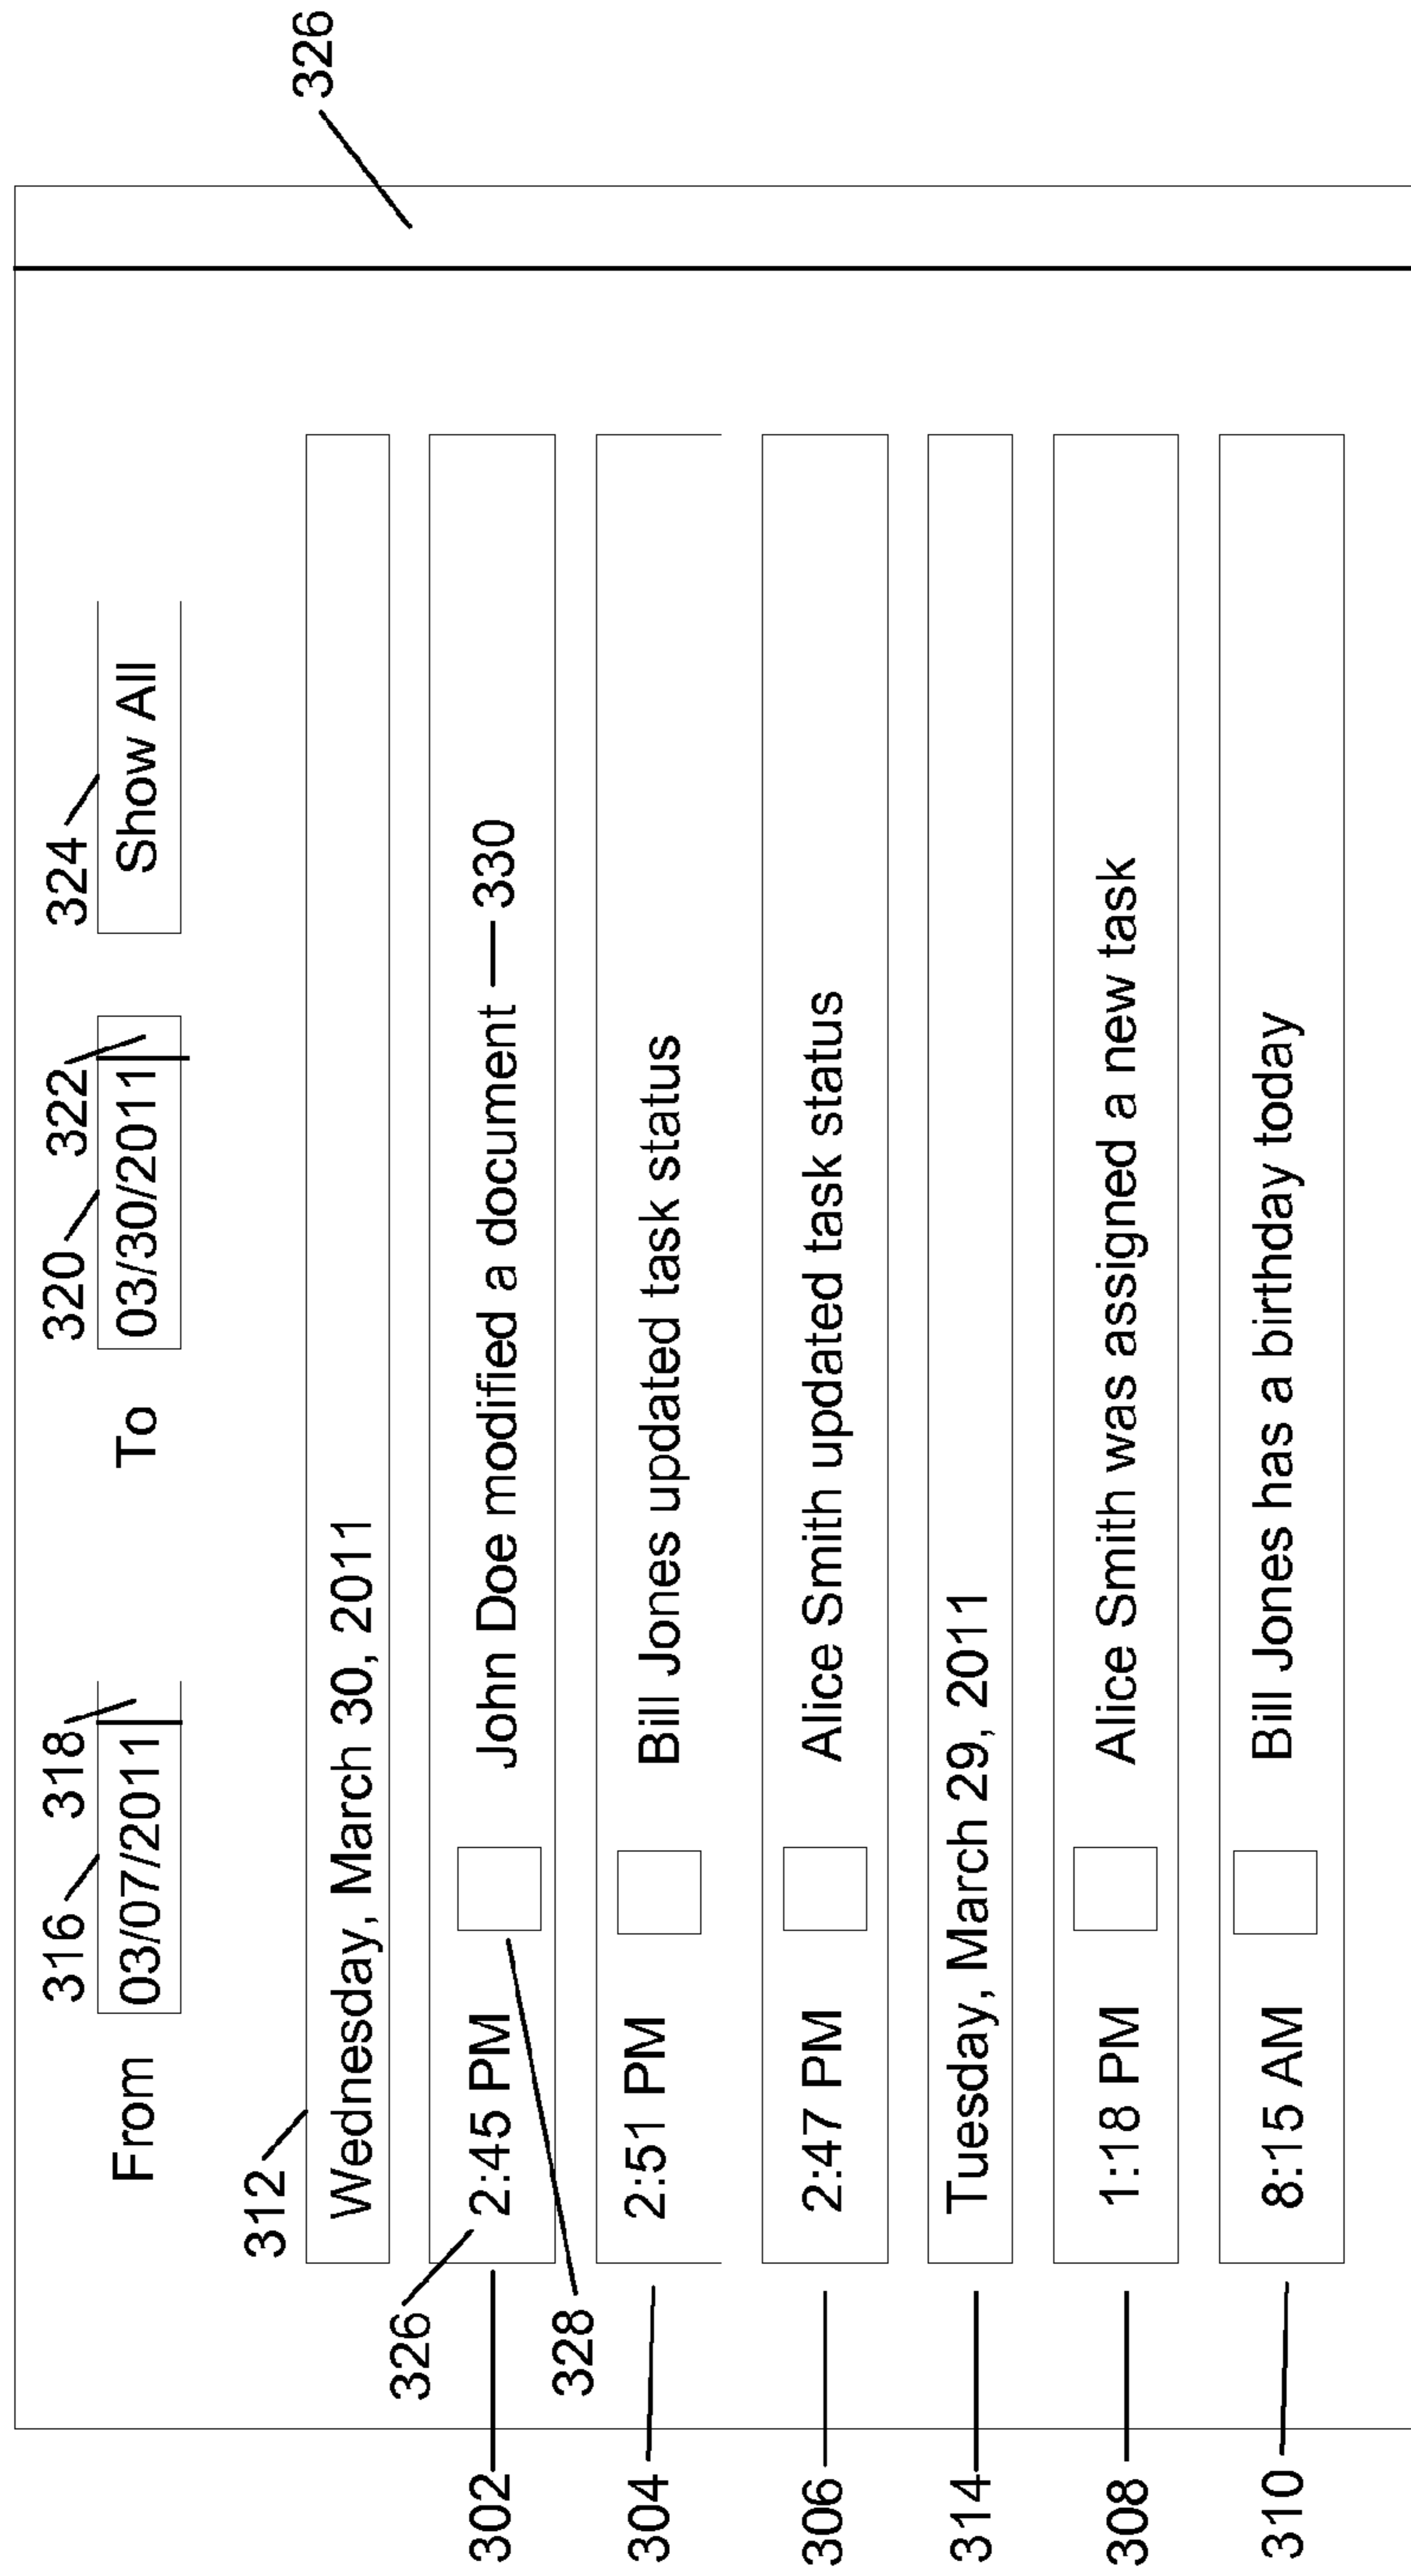 316 318 320 322 324
From 03/07/2011 To 03/30/2011 Show All
312
326
Wednesday, March 30, 2011
326
302 2:45 PM John Doe modified a document 330
328
304 2:51 PM Bill Jones updated task status
306 2:47 PM Alice Smith updated task status
314 Tuesday, March 29, 2011
308 1:18 PM Alice Smith was assigned a new task
310 8:15 AM Bill Jones has a birthday today